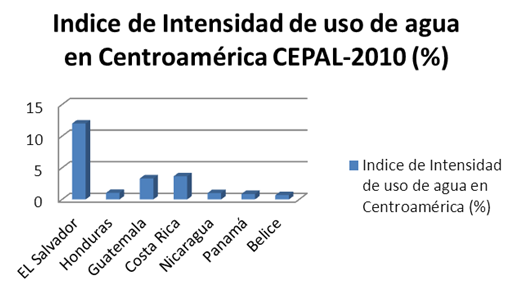 Indice de Intensidad de uso de agua
en Centroamérica CEPAL-2010 (%)
15
10
5
0
EL Salvador
Honduras
Guatemala
Costa Rica
Nicaragua
Panamá
Belice
Indice de Intensidad
de uso de agua en
Centroamérica (%)